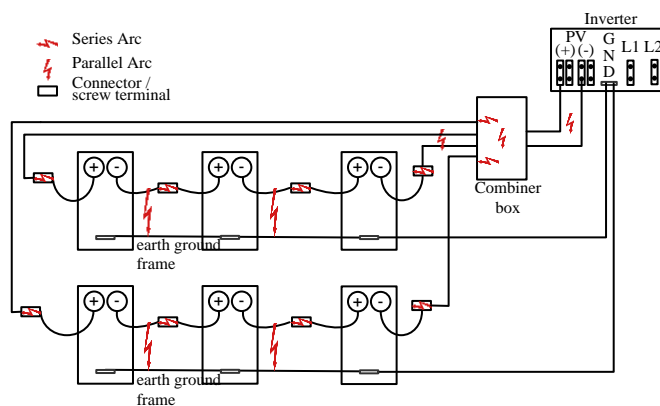 Series Arc
Parallel Arc
Connector /
screw terminal
Inverter
PV
(+) (-)
G
N
D
L1 L2
Combiner
box
+ - + - + -
earth ground
frame
+ - + - + -
earth ground
frame